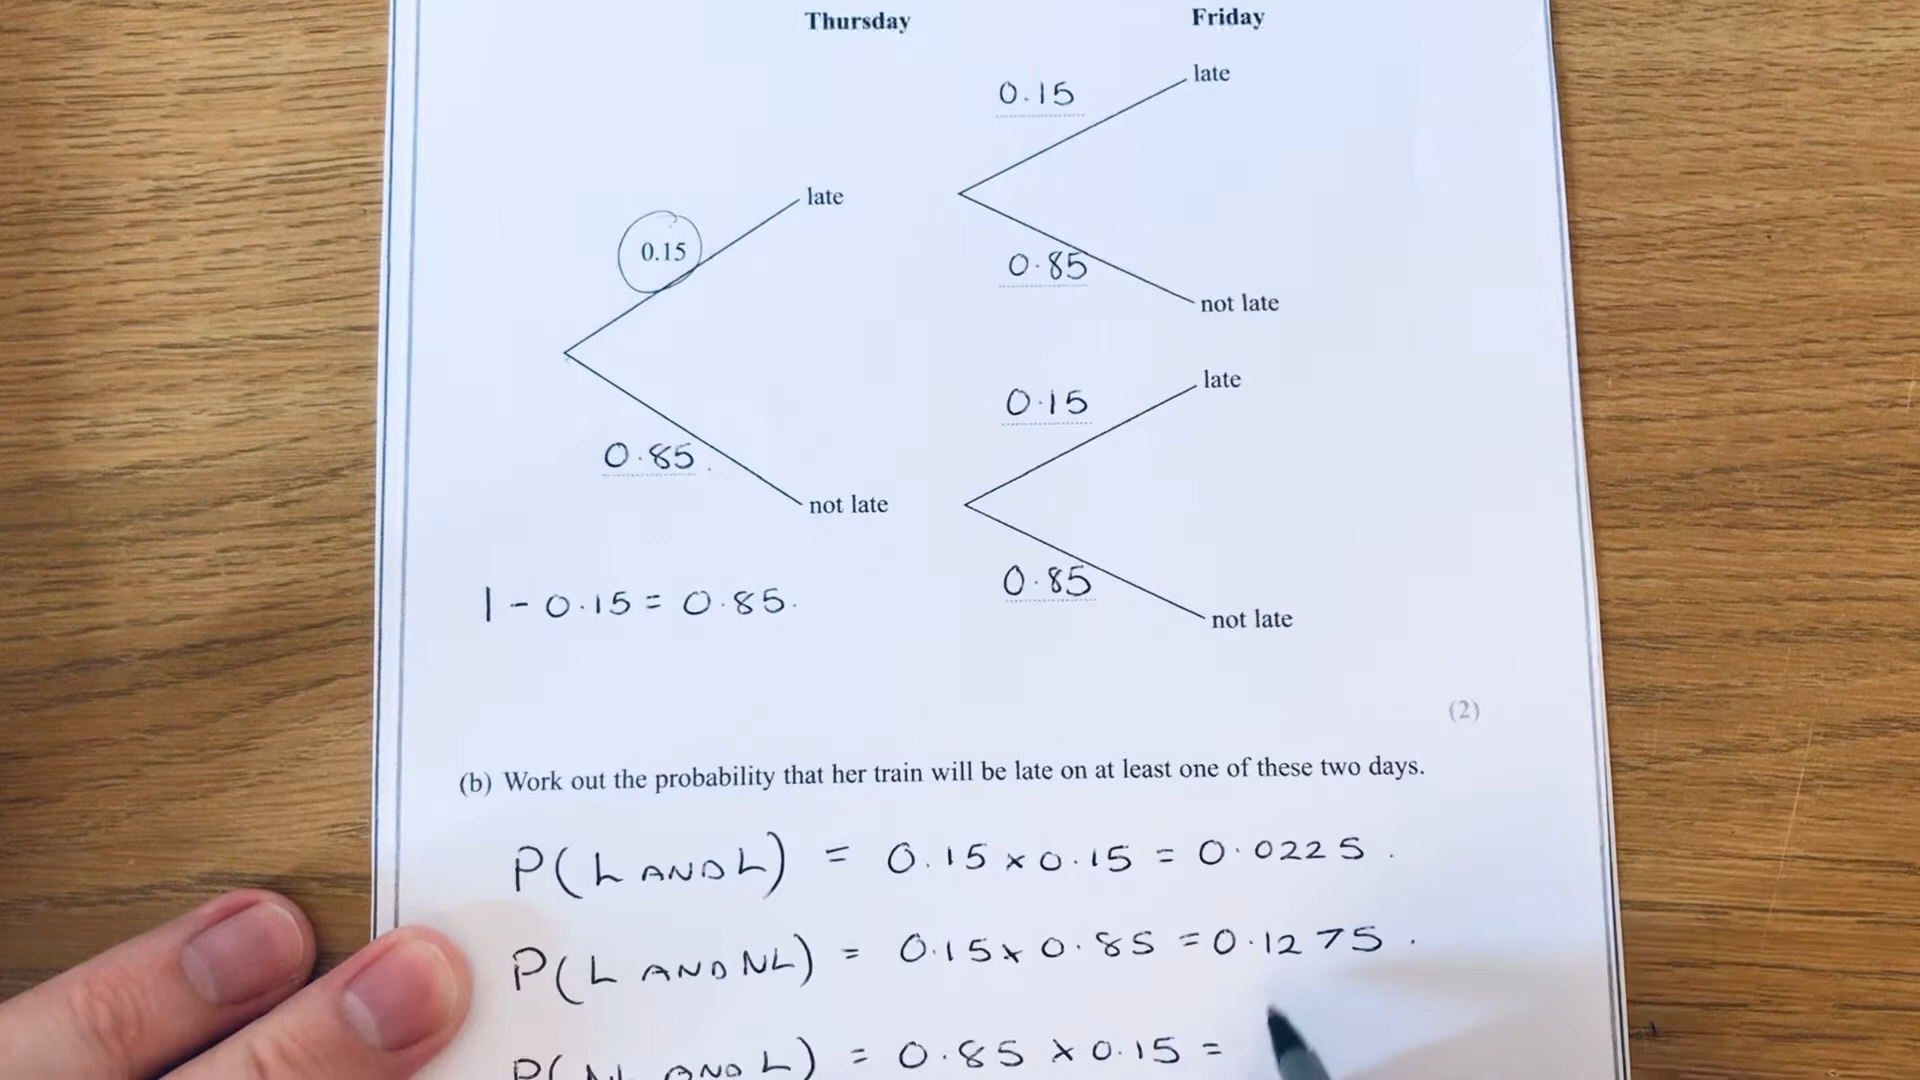 Thursday Friday
0.15 late
late
0.15
0.85
not late
late
0.15
0.85
not late
0.85
1 - 0.15 = 0.85.
not late
(2)
(b) Work out the probability that her train will be late on at least one of these two days.
P(L AND L) = 0.15 × 0.15 = 0.0225.
P(L AND NL) = 0.15 × 0.85 = 0.1275.
P(NL AND L) = 0.85 × 0.15 =